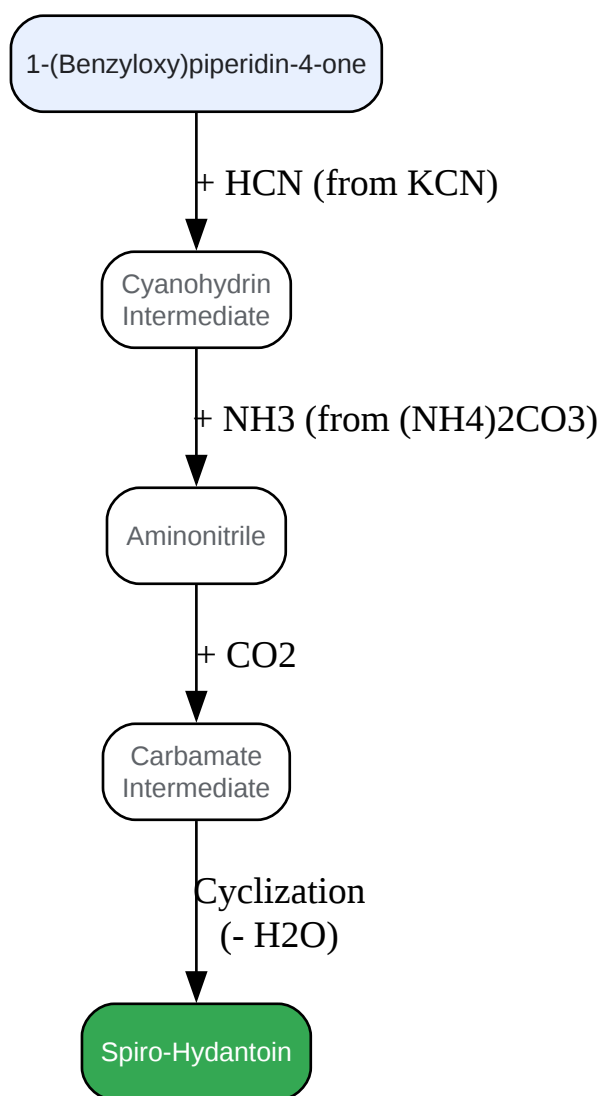 1-(Benzyloxy)piperidin-4-one
+ HCN (from KCN)
Cyanohydrin
Intermediate
+ NH3 (from (NH4)2CO3)
Aminonitrile
+ CO2
Carbamate
Intermediate
Cyclization
(- H2O)
Spiro-Hydantoin